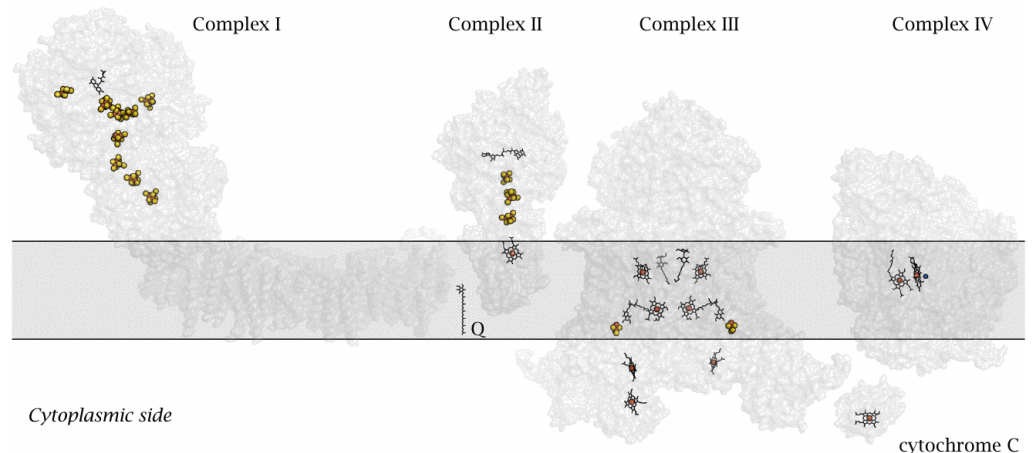 Complex I
Complex II
Complex III
Complex IV
Q
Cytoplasmic side
cytochrome C